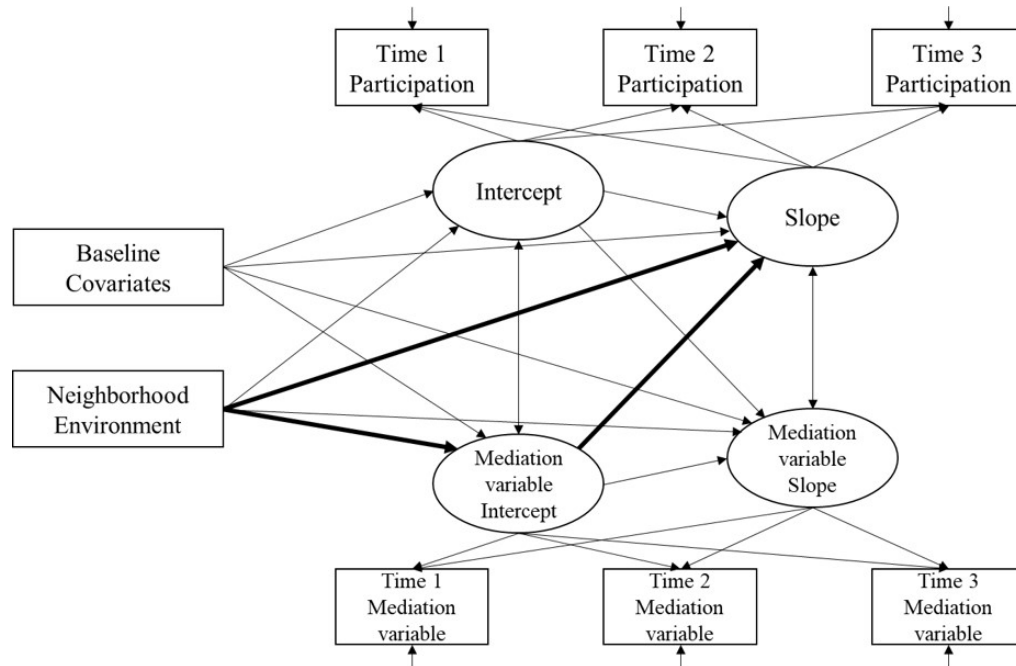 Time 1
Participation
Time 2
Participation
Time 3
Participation
Intercept
Slope
Baseline
Covariates
Neighborhood
Environment
Mediation
variable
Intercept
Mediation
variable
Slope
Time 1
Mediation
variable
Time 2
Mediation
variable
Time 3
Mediation
variable